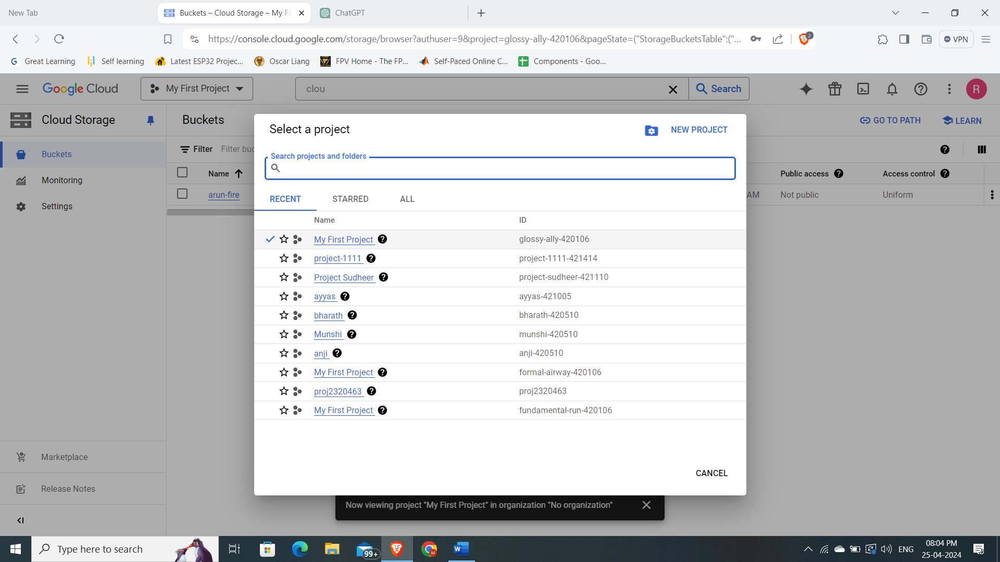 New Tab
Buckets – Cloud Storage – My Fi
ChatGPT
https://console.cloud.google.com/storage/browser?authuser=9&project=glossy-ally-420106&pageState=("StorageBucketsTable":("...
2
VPN
Great Learning
Self learning
Latest ESP32 Projec...
Oscar Liang
FPV Home - The FP...
Self-Paced Online C...
Components - Goo...
Google Cloud
My First Project
clou
Search
R
Cloud Storage
Buckets
GO TO PATH
LEARN
Buckets
Monitoring
Settings
Filter
Filter buc
Name
Public access
Access control
arun-fire
AM
Not public
Uniform
Select a project
NEW PROJECT
Search projects and folders
RECENT
STARRED
ALL
Name
ID
My First Project
glossy-ally-420106
project-1111
project-1111-421414
Project Sudheer
project-sudheer-421110
ayyas
ayyas-421005
bharath
bharath-420510
Munshi
munshi-420510
anji
anji-420510
My First Project
formal-airway-420106
proj2320463
proj2320463
My First Project
fundamental-run-420106
CANCEL
Now viewing project "My First Project" in organization "No organization"
Marketplace
Release Notes
Type here to search
99+
M
W
ENG
08:04 PM
25-04-2024